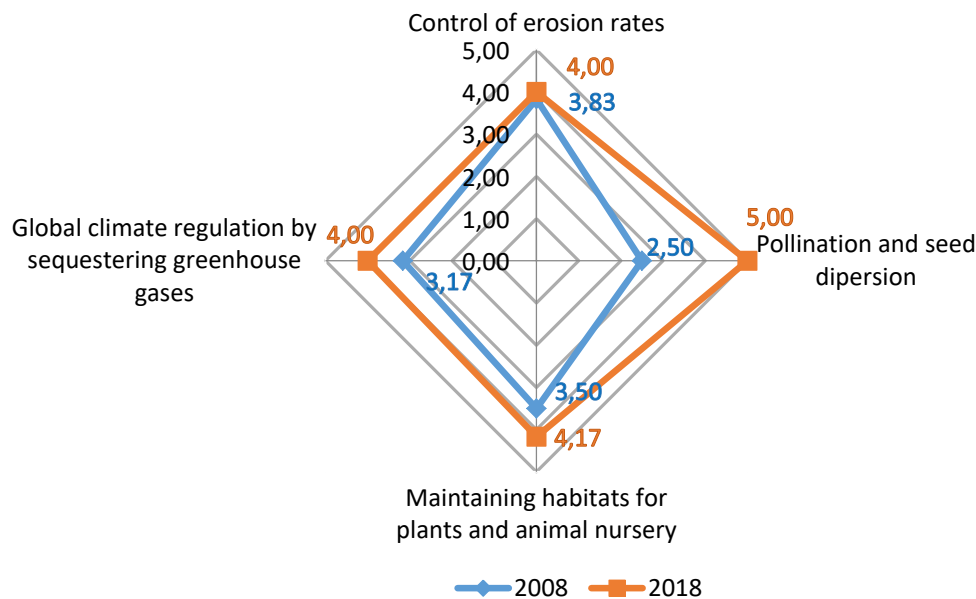 Control of erosion rates
5,00
4,00
4,00
3,83
3,00
2,00
1,00
0,00
Global climate regulation by
sequestering greenhouse
gases
4,00
3,17
2,50
5,00
Pollination and seed
dipersion
3,50
4,17
Maintaining habitats for
plants and animal nursery
2008
2018